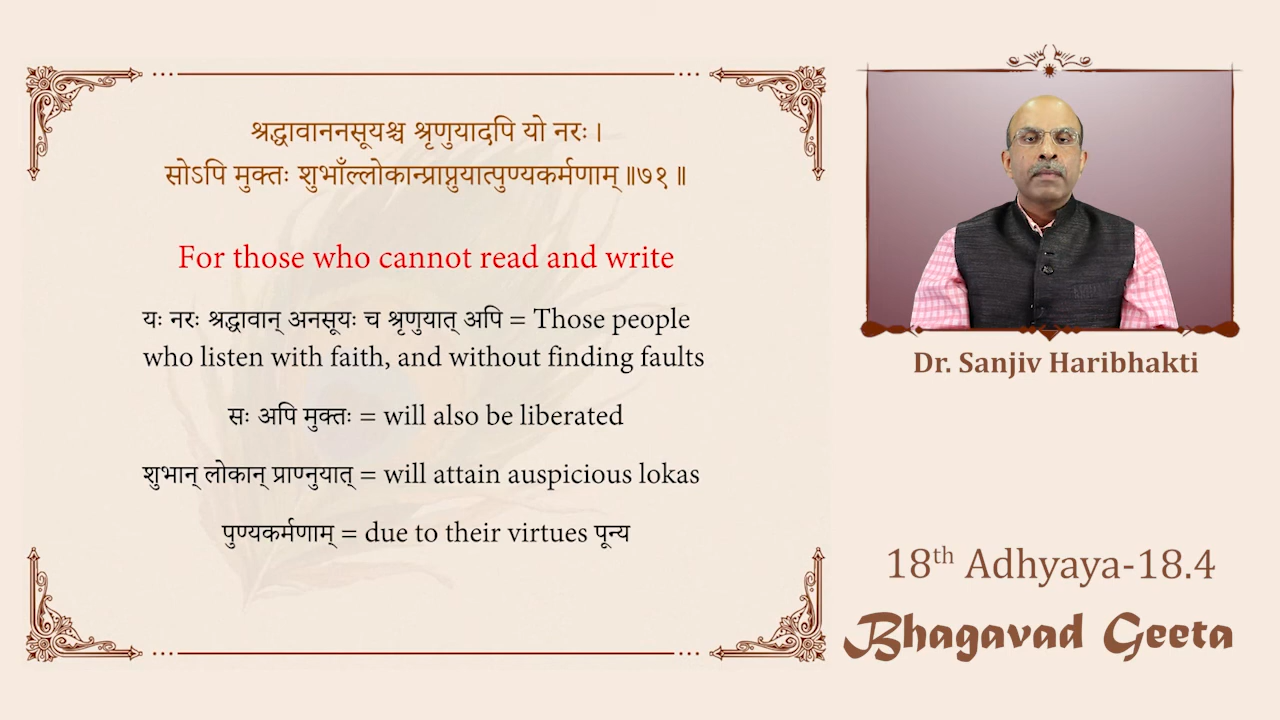 श्रद्धावाननसूयश्च श्रृणुयादपि यो नरः ।
सोऽपि मुक्तः शुभाँल्लोकान्प्राप्नुयात्पुण्यकर्मणाम् ॥७१॥
For those who cannot read and write
यः नरः श्रद्धावान् अनसूयः च श्रृणुयात् अपि = Those people
who listen with faith, and without finding faults
सः अपि मुक्तः = will also be liberated
शुभान् लोकान् प्राण्नुयात् = will attain auspicious lokas
पुण्यकर्मणाम् = due to their virtues पून्य
Dr. Sanjiv Haribhakti
18th Adhyaya-18.4
Bhagavad Geeta